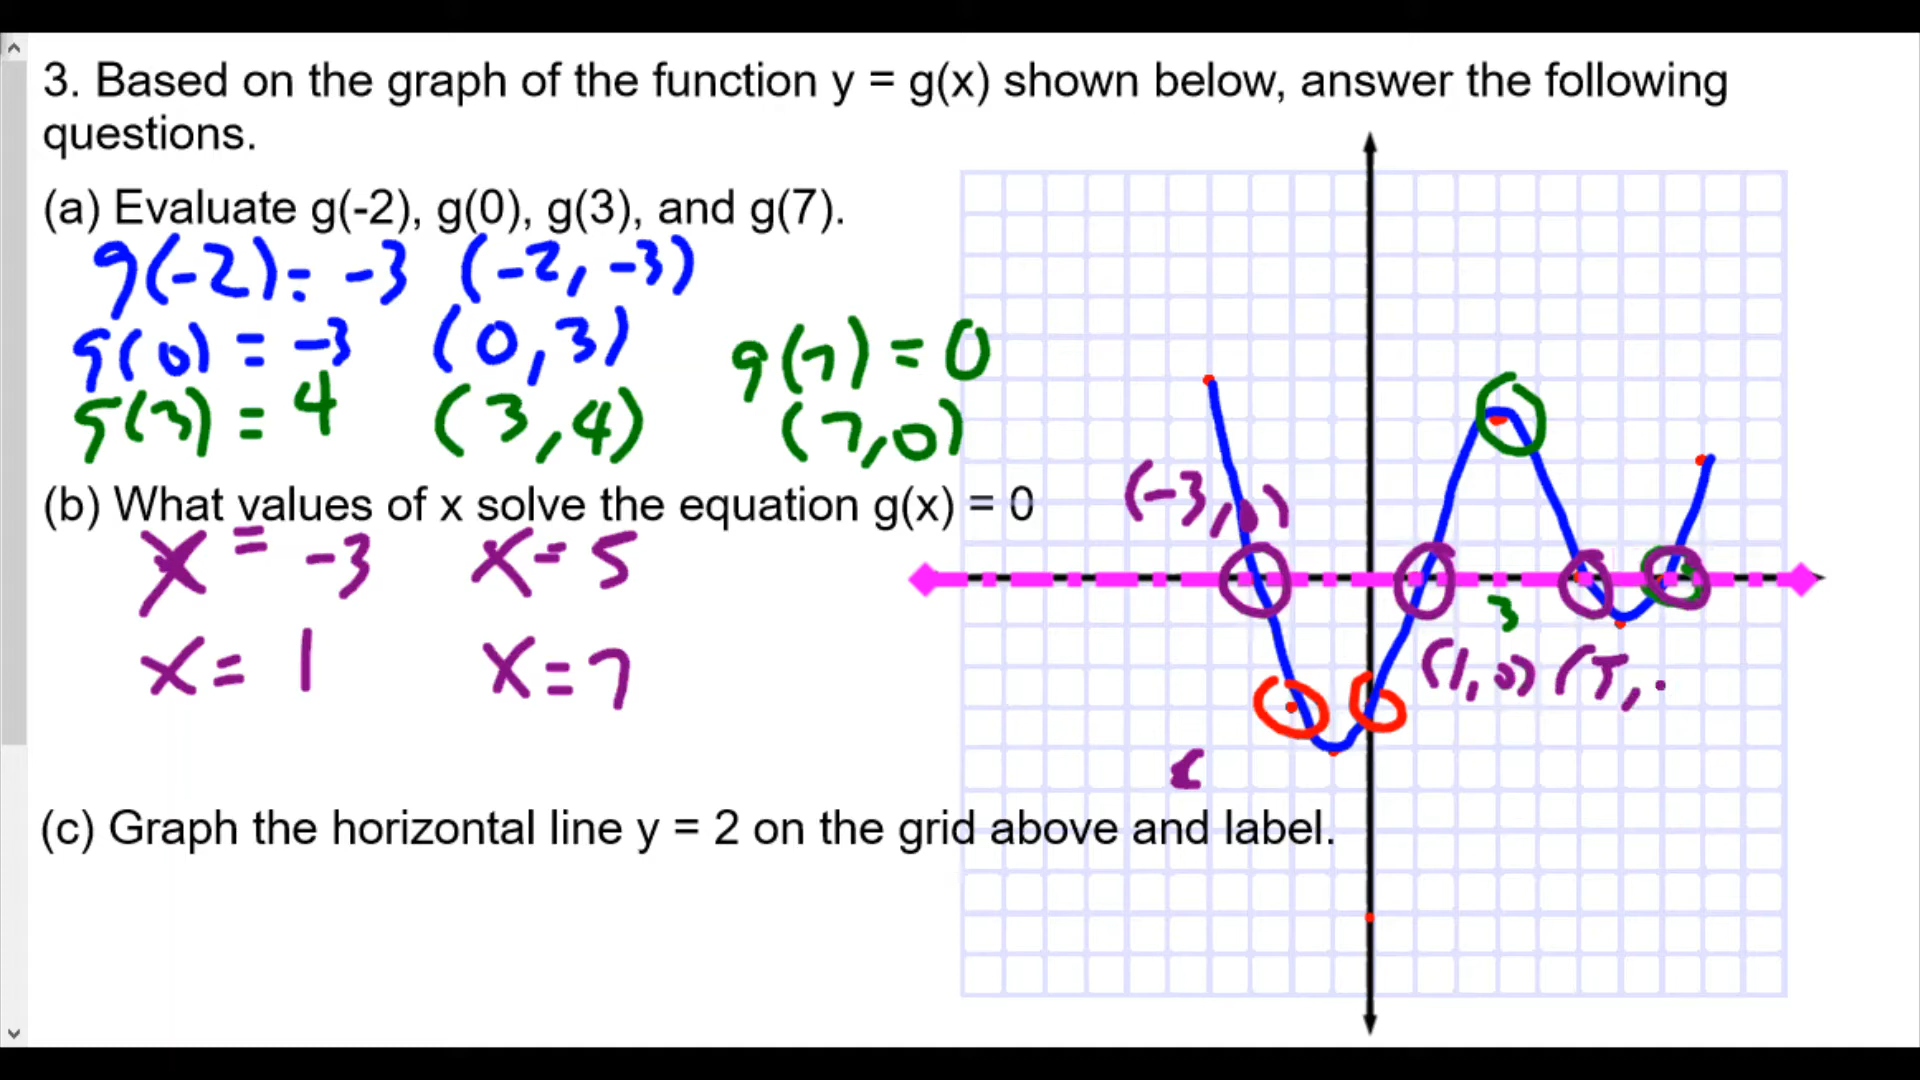 3. Based on the graph of the function y = g(x) shown below, answer the following
questions.
(a) Evaluate g(-2), g(0), g(3), and g(7).
g(-2) = -3 (-2, -3)
g(0) = -3 (0, 3)
g(7) = 0
g(3) = 4 (3, 4)
(7, 0)
(b) What values of x solve the equation g(x) = 0
(-3, 0)
x = -3 x = 5
3
x = 1 x = 7
(1, 0) (5,
(c) Graph the horizontal line y = 2 on the grid above and label.